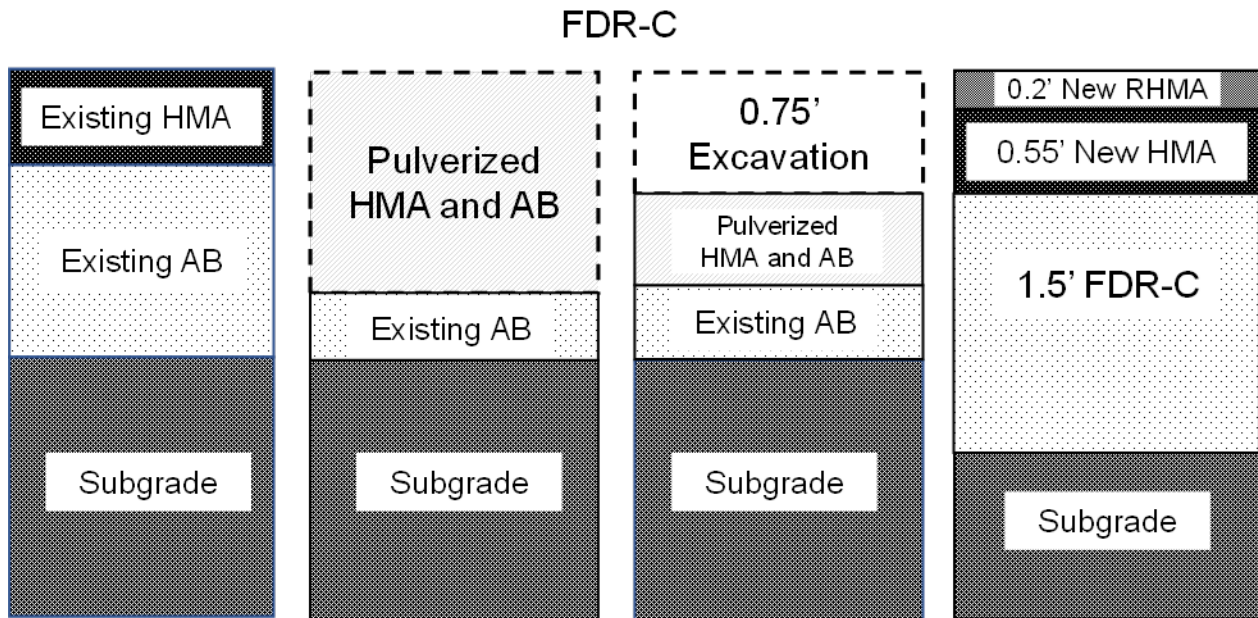 FDR-C
Existing HMA
Existing AB
Subgrade
Pulverized
HMA and AB
Existing AB
Subgrade
0.75’
Excavation
Pulverized
HMA and AB
Existing AB
Subgrade
0.2’ New RHMA
0.55’ New HMA
1.5’ FDR-C
Subgrade